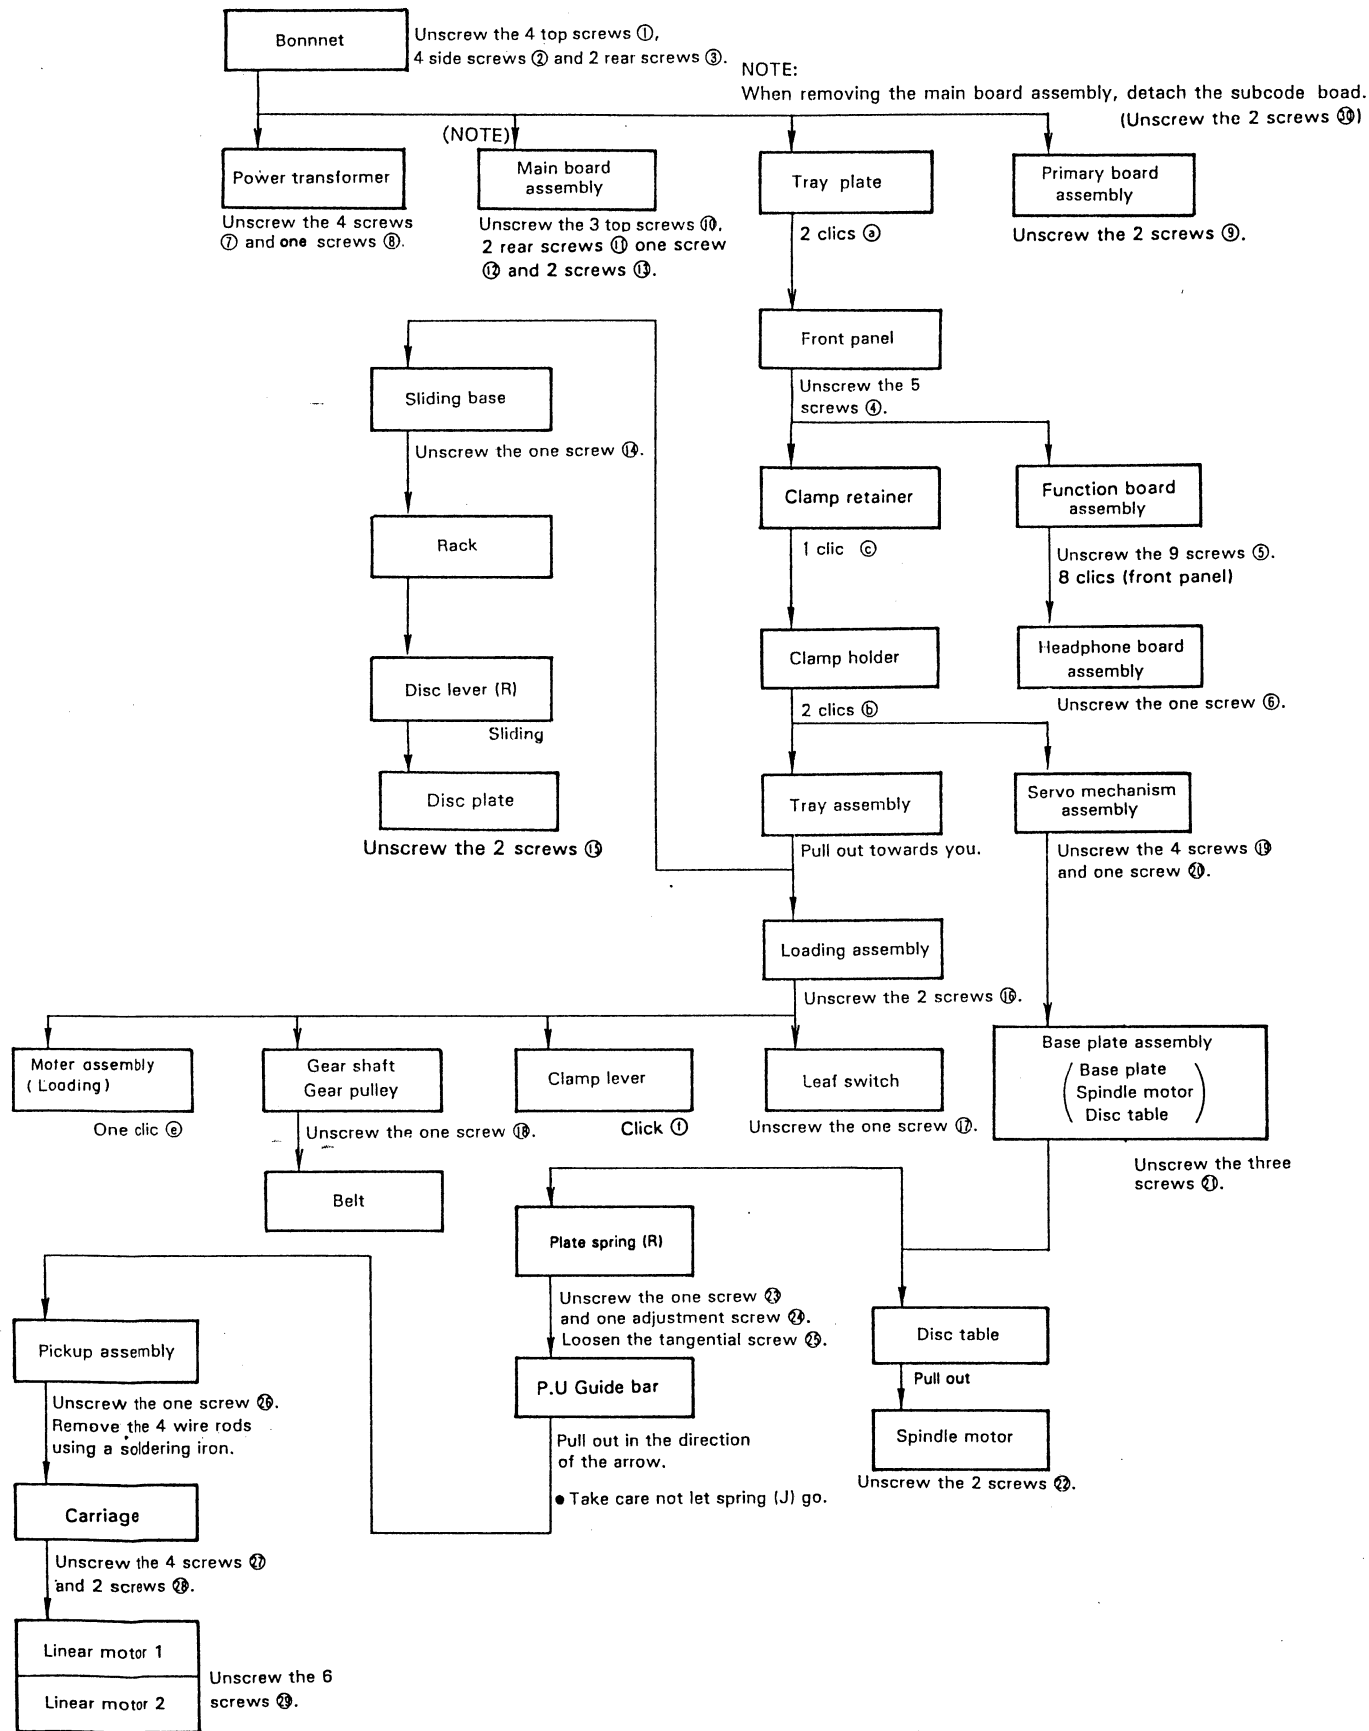 Bonnnet
Unscrew the 4 top screws ①,
4 side screws ② and 2 rear screws ③.
NOTE:
When removing the main board assembly, detach the subcode boad.
(Unscrew the 2 screws ㉚)
(NOTE)
Power transformer
Unscrew the 4 screws
⑦ and one screws ⑧.
Main board
assembly
Unscrew the 3 top screws ⑩,
2 rear screws ⑪ one screw
⑫ and 2 screws ⑬.
Tray plate
2 clics ⓐ
Primary board
assembly
Unscrew the 2 screws ⑨.
Front panel
Unscrew the 5
screws ④.
Sliding base
Unscrew the one screw ⑭.
Rack
Disc lever (R)
Sliding
Disc plate
Unscrew the 2 screws ⑮
Clamp retainer
1 clic ⓒ
Function board
assembly
Unscrew the 9 screws ⑤.
8 clics (front panel)
Clamp holder
2 clics ⓑ
Headphone board
assembly
Unscrew the one screw ⑥.
Tray assembly
Pull out towards you.
Servo mechanism
assembly
Unscrew the 4 screws ⑲
and one screw ⑳.
Loading assembly
Unscrew the 2 screws ⑯.
Moter assembly
(Loading)
One clic ⓔ
Gear shaft
Gear pulley
Unscrew the one screw ⑱.
Belt
Clamp lever
Click ⓕ
Leaf switch
Unscrew the one screw ⑰.
Base plate assembly
(Base plate
Spindle motor
Disc table)
Unscrew the three
screws ㉑.
Plate spring (R)
Unscrew the one screw ㉓
and one adjustment screw ㉔.
Loosen the tangential screw ㉕.
P.U Guide bar
Pull out in the direction
of the arrow.
● Take care not let spring (J) go.
Disc table
Pull out
Spindle motor
Unscrew the 2 screws ㉒.
Pickup assembly
Unscrew the one screw ㉖.
Remove the 4 wire rods
using a soldering iron.
Carriage
Unscrew the 4 screws ㉗
and 2 screws ㉘.
Linear motor 1
Linear motor 2
Unscrew the 6
screws ㉙.